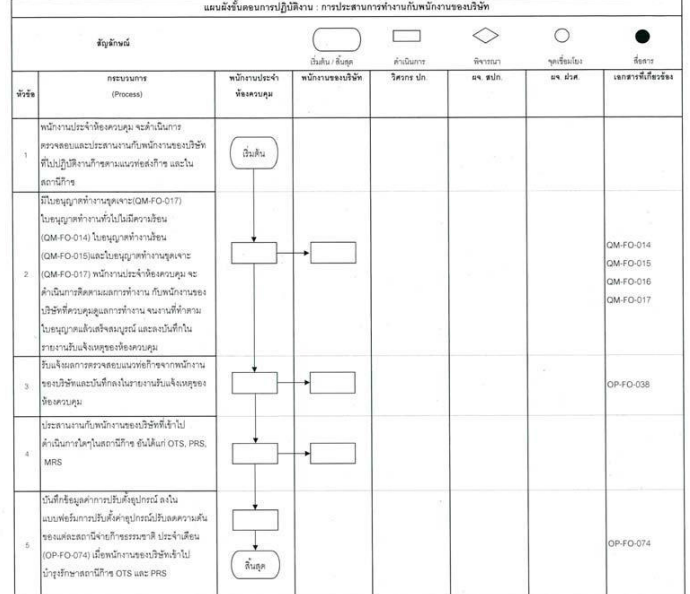 แผนผังขั้นตอนการปฏิบัติงาน : การประสานการทำงานกับพนักงานของบริษัท
สัญลักษณ์
เริ่มต้น / สิ้นสุด
ดำเนินการ
พิจารณา
จุดเชื่อมโยง
สื่อสาร
หัวข้อ
กระบวนการ
(Process)
พนักงานประจำ
ห้องควบคุม
พนักงานของบริษัท
วิศวกร ปก.
ผจ. สปก.
ผจ. ฝวศ.
เอกสารที่เกี่ยวข้อง
1
พนักงานประจำห้องควบคุม จะดำเนินการ
ตรวจสอบและประสานงานกับพนักงานของบริษัท
ที่ไปปฏิบัติงานก๊าซตามแนวท่อส่งก๊าซ และใน
สถานีก๊าซ
เริ่มต้น
2
มีใบอนุญาตทำงานขุดเจาะ(QM-FO-017)
ใบอนุญาตทำงานทั่วไปไม่มีความร้อน
(QM-FO-014) ใบอนุญาตทำงานร้อน
(QM-FO-015)และใบอนุญาตทำงานขุดเจาะ
(QM-FO-017) พนักงานประจำห้องควบคุม จะ
ดำเนินการติดตามผลการทำงาน กับพนักงานของ
บริษัทที่ควบคุมดูแลการทำงาน จนงานที่ทำตาม
ใบอนุญาตแล้วเสร็จสมบูรณ์ และลงบันทึกใน
รายงานรับแจ้งเหตุของห้องควบคุม
QM-FO-014
QM-FO-015
QM-FO-016
QM-FO-017
3
รับแจ้งผลการตรวจสอบแนวท่อก๊าซจากพนักงาน
ของบริษัทและบันทึกลงในรายงานรับแจ้งเหตุของ
ห้องควบคุม
OP-FO-038
4
ประสานงานกับพนักงานของบริษัทที่เข้าไป
ดำเนินการใดๆในสถานีก๊าซ อันได้แก่ OTS, PRS,
MRS
5
บันทึกข้อมูลค่าการปรับตั้งอุปกรณ์ ลงใน
แบบฟอร์มการปรับตั้งค่าอุปกรณ์ปรับลดความดัน
ของแต่ละสถานีจ่ายก๊าซธรรมชาติ ประจำเดือน
(OP-FO-074) เมื่อพนักงานของบริษัทเข้าไป
บำรุงรักษาสถานีก๊าซ OTS และ PRS
สิ้นสุด
OP-FO-074